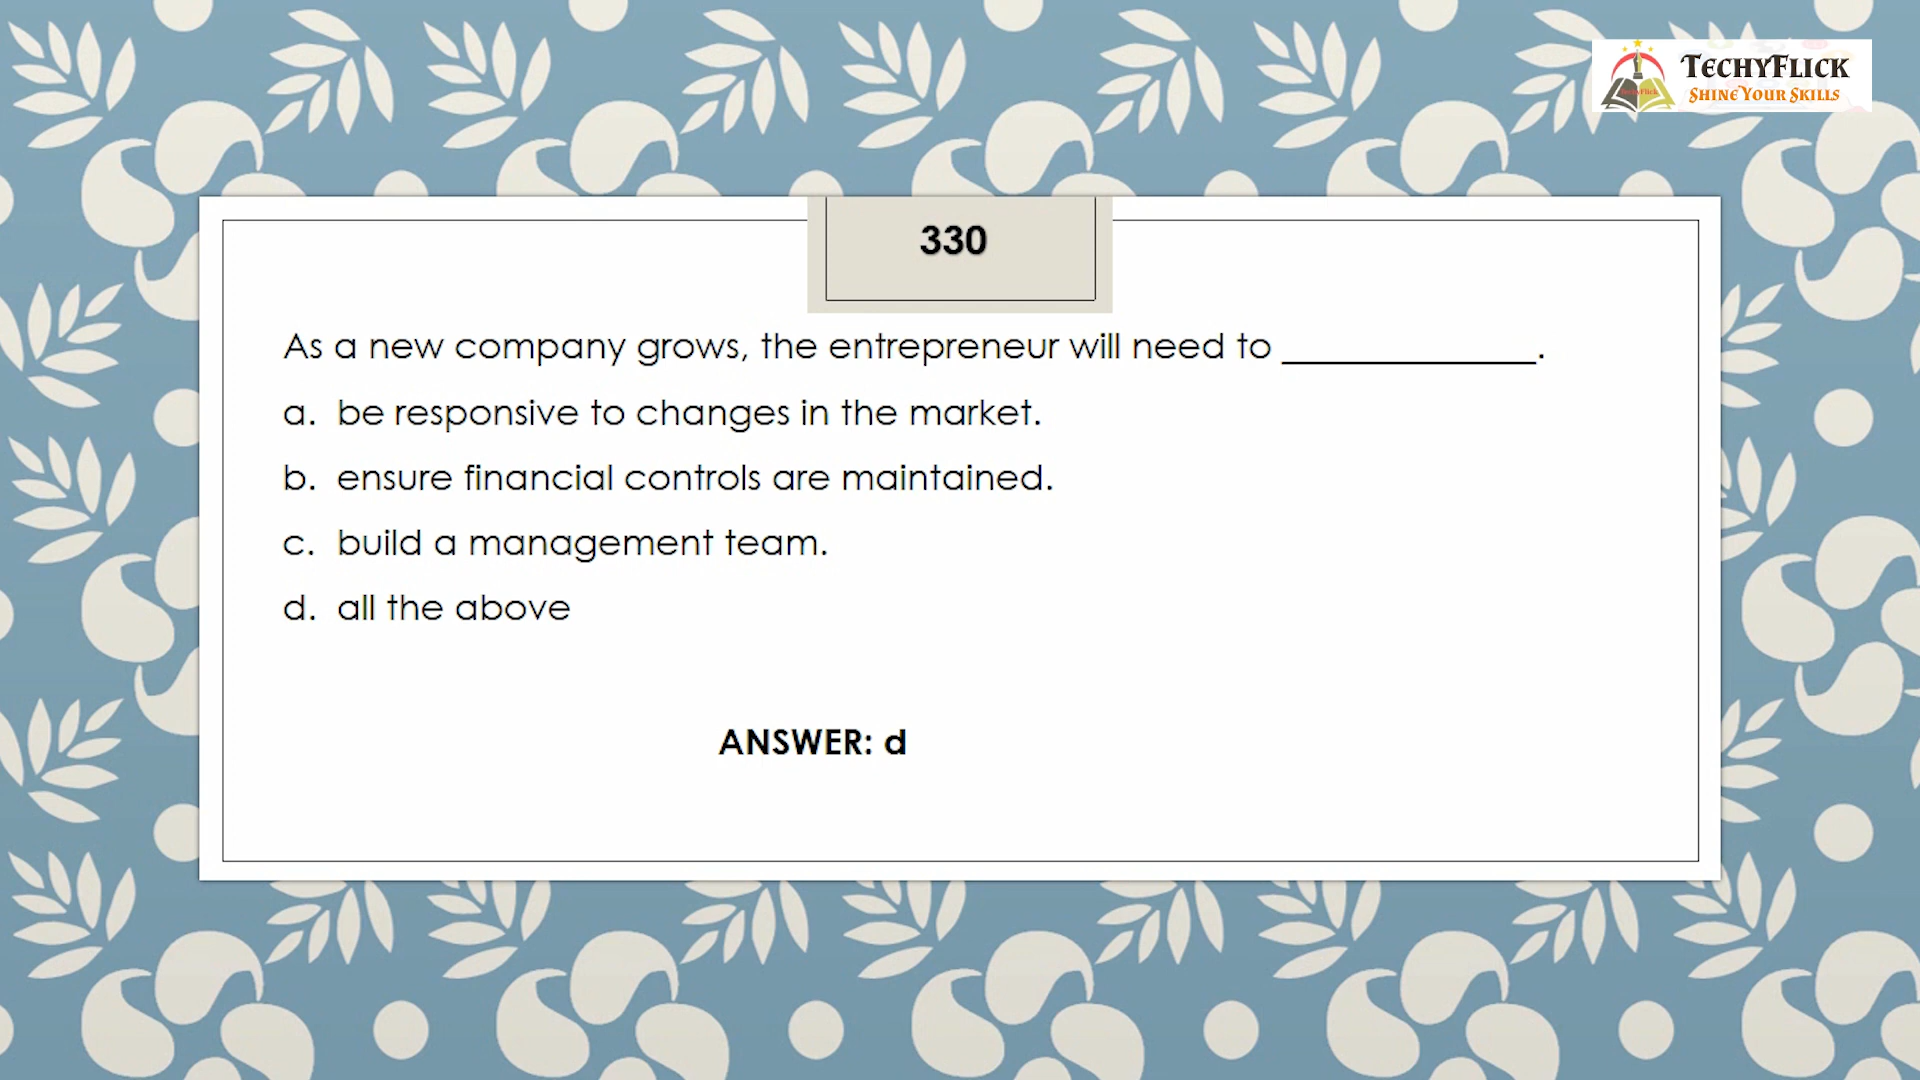 TECHYFLICK
SHINE YOUR SKILLS
330
As a new company grows, the entrepreneur will need to _____________.
a. be responsive to changes in the market.
b. ensure financial controls are maintained.
c. build a management team.
d. all the above
ANSWER: d